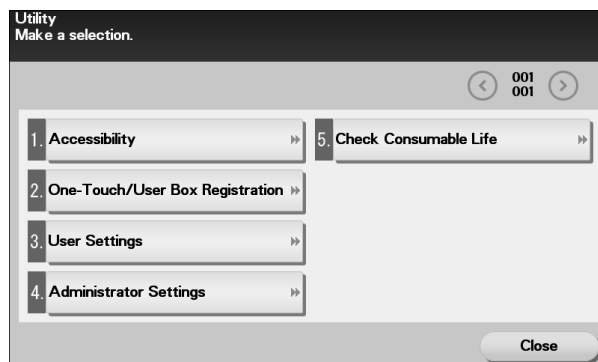 Utility
Make a selection.
001
001
1. Accessibility
2. One-Touch/User Box Registration
3. User Settings
4. Administrator Settings
5. Check Consumable Life
Close